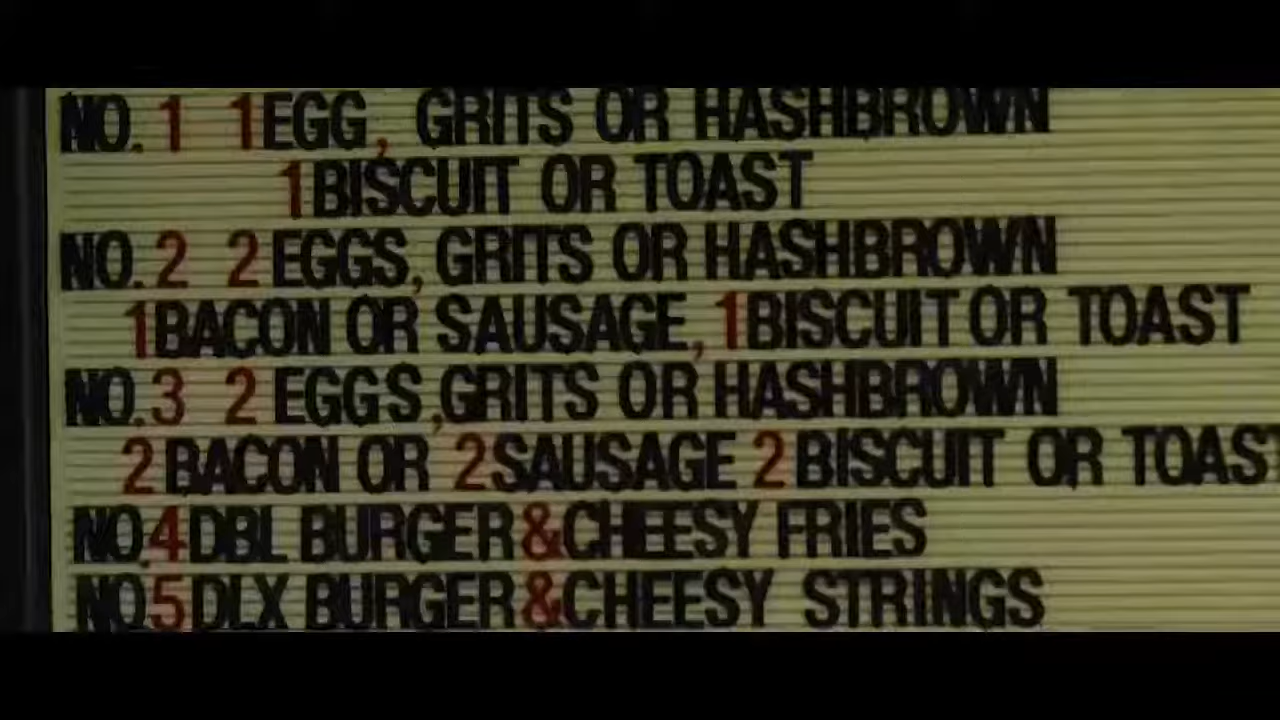 NO. 1 1 EGG, GRITS OR HASHBROWN
1 BISCUIT OR TOAST
NO. 2 2 EGGS, GRITS OR HASHBROWN
1 BACON OR SAUSAGE, 1 BISCUIT OR TOAST
NO. 3 2 EGGS, GRITS OR HASHBROWN
2 BACON OR 2 SAUSAGE 2 BISCUIT OR TOAST
NO. 4 DBL BURGER & CHEESY FRIES
NO. 5 DLX BURGER & CHEESY STRINGS